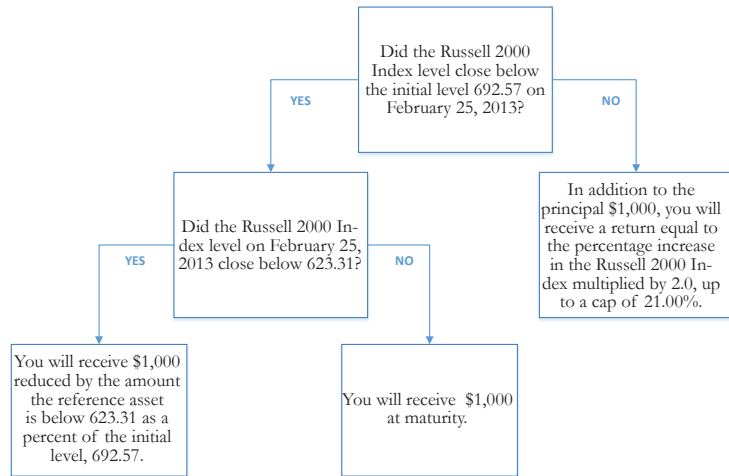 Did the Russell 2000
Index level close below
the initial level 692.57 on
February 25, 2013?
YES
NO
Did the Russell 2000 In-
dex level on February 25,
2013 close below 623.31?
In addition to the
principal $1,000, you will
receive a return equal to
the percentage increase
in the Russell 2000 In-
dex multiplied by 2.0, up
to a cap of 21.00%.
YES
NO
You will receive $1,000
reduced by the amount
the reference asset
is below 623.31 as a
percent of the initial
level, 692.57.
You will receive $1,000
at maturity.